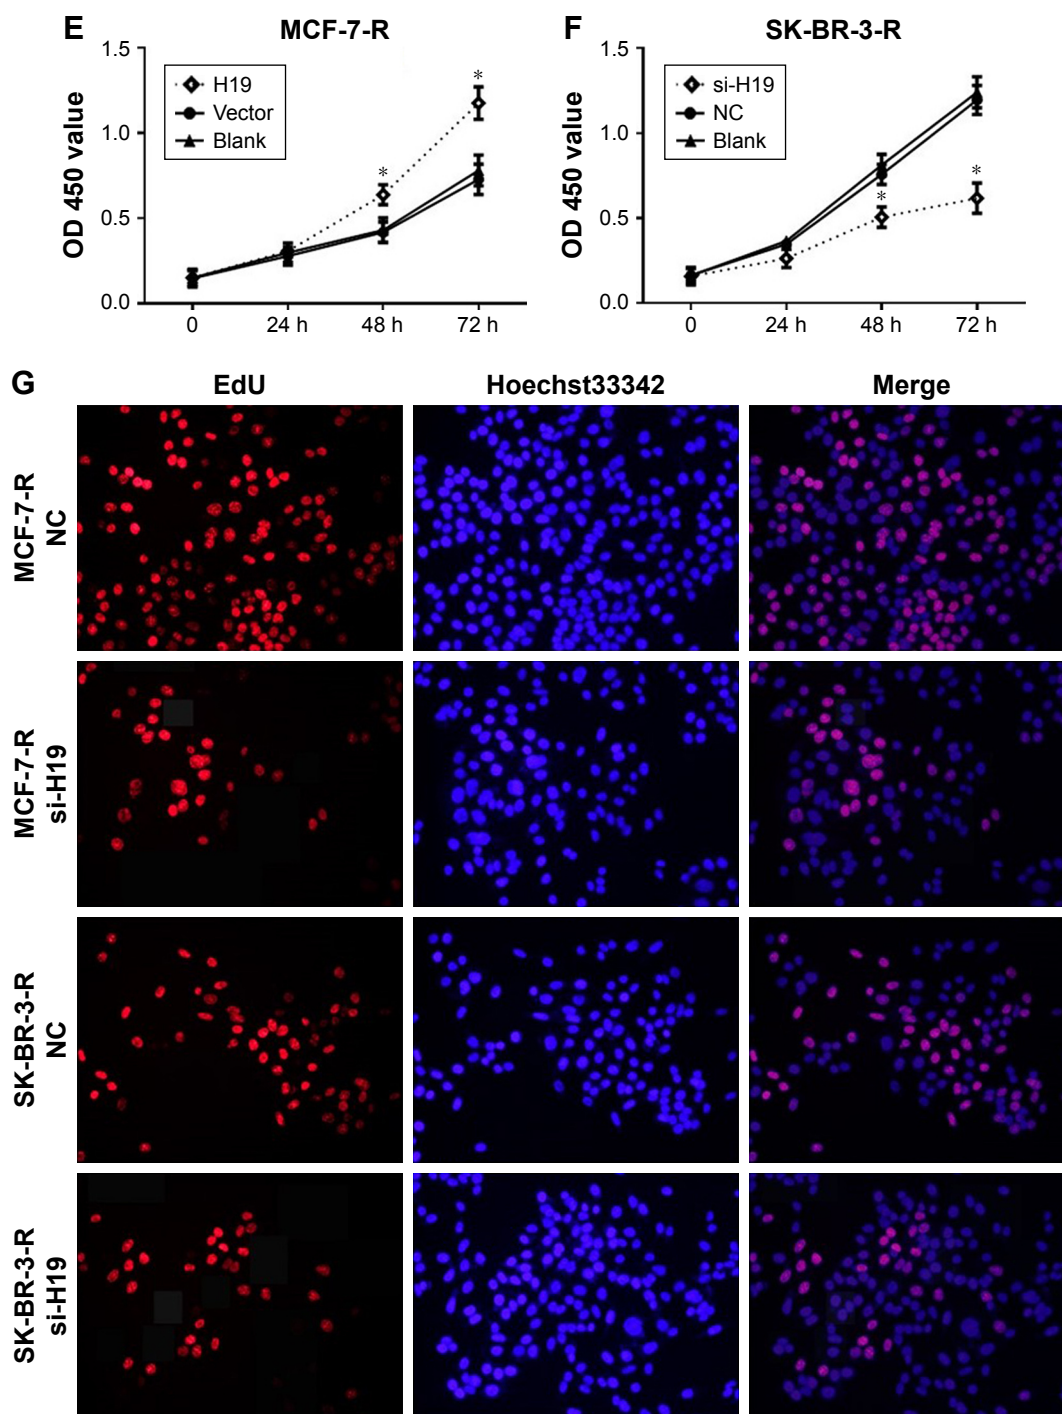 E
MCF-7-R
1.5
1.0
0.5
0.0
OD 450 value
H19
Vector
Blank
*
*
0
24 h
48 h
72 h
F
SK-BR-3-R
1.5
1.0
0.5
0.0
OD 450 value
si-H19
NC
Blank
*
*
0
24 h
48 h
72 h
G
EdU
Hoechst33342
Merge
MCF-7-R
NC
MCF-7-R
si-H19
SK-BR-3-R
NC
SK-BR-3-R
si-H19